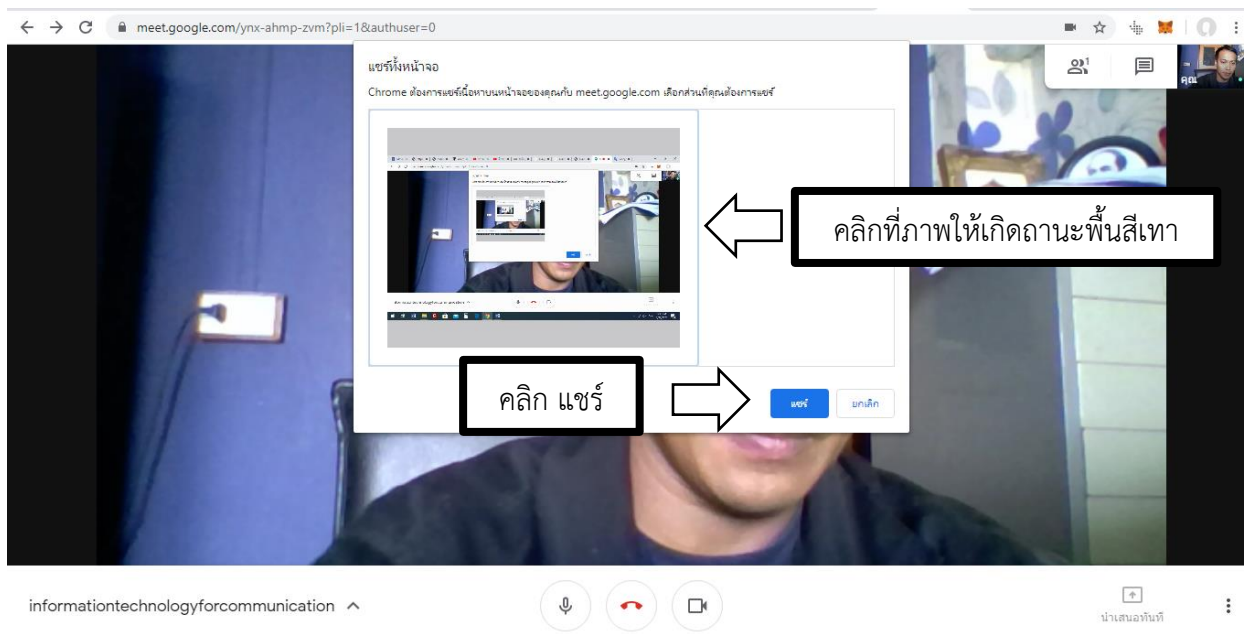 meet.google.com/ynx-ahmp-zvm?pli=1&authuser=0
แชร์ทั้งหน้าจอ
Chrome ต้องการแชร์เนื้อหาบนหน้าจอของคุณกับ meet.google.com เลือกส่วนที่คุณต้องการแชร์
1
คุณ
คลิกที่ภาพให้เกิดถานะพื้นสีเทา
คลิก แชร์
แชร์
ยกเลิก
informationtechnologyforcommunication
นำเสนอทันที